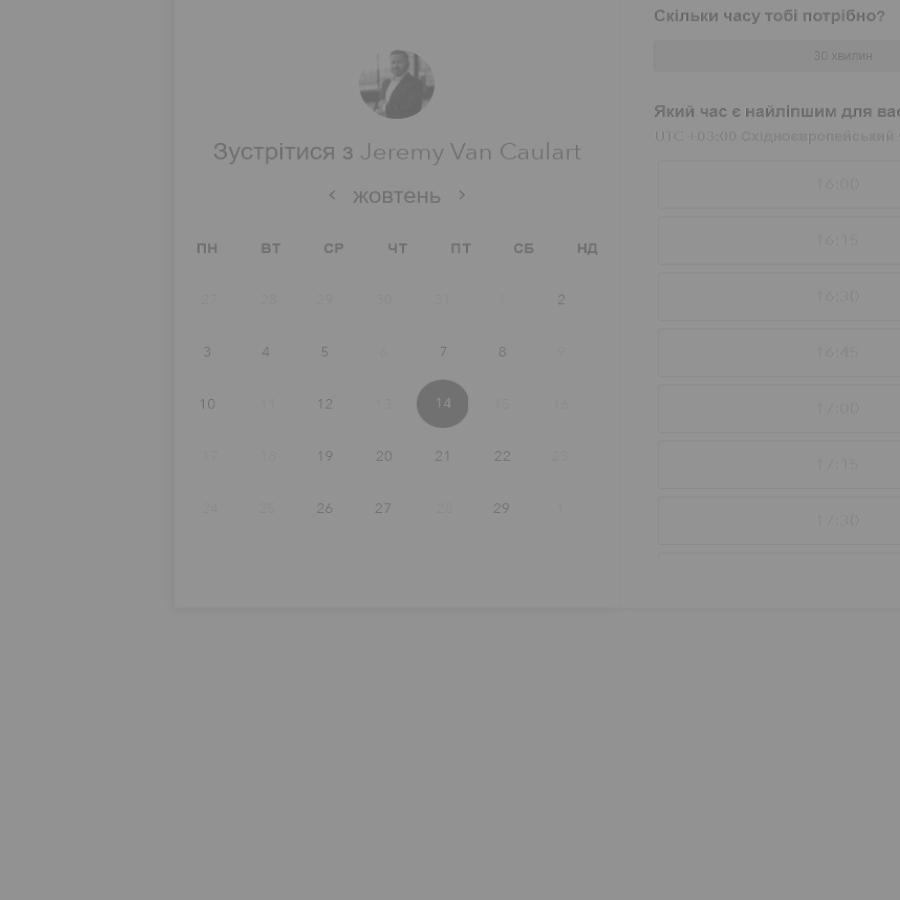 Зустрітися з Jeremy Van Caulart
< жовтень >
ПН ВТ СР ЧТ ПТ СБ НД
27 28 29 30 31 1 2
3 4 5 6 7 8 9
10 11 12 13 14 15 16
17 18 19 20 21 22 23
24 25 26 27 28 29 1
Скільки часу тобі потрібно?
30 хвилин
Який час є найліпшим для вас
UTC +03:00 Східноєвропейський
16:00
16:15
16:30
16:45
17:00
17:15
17:30